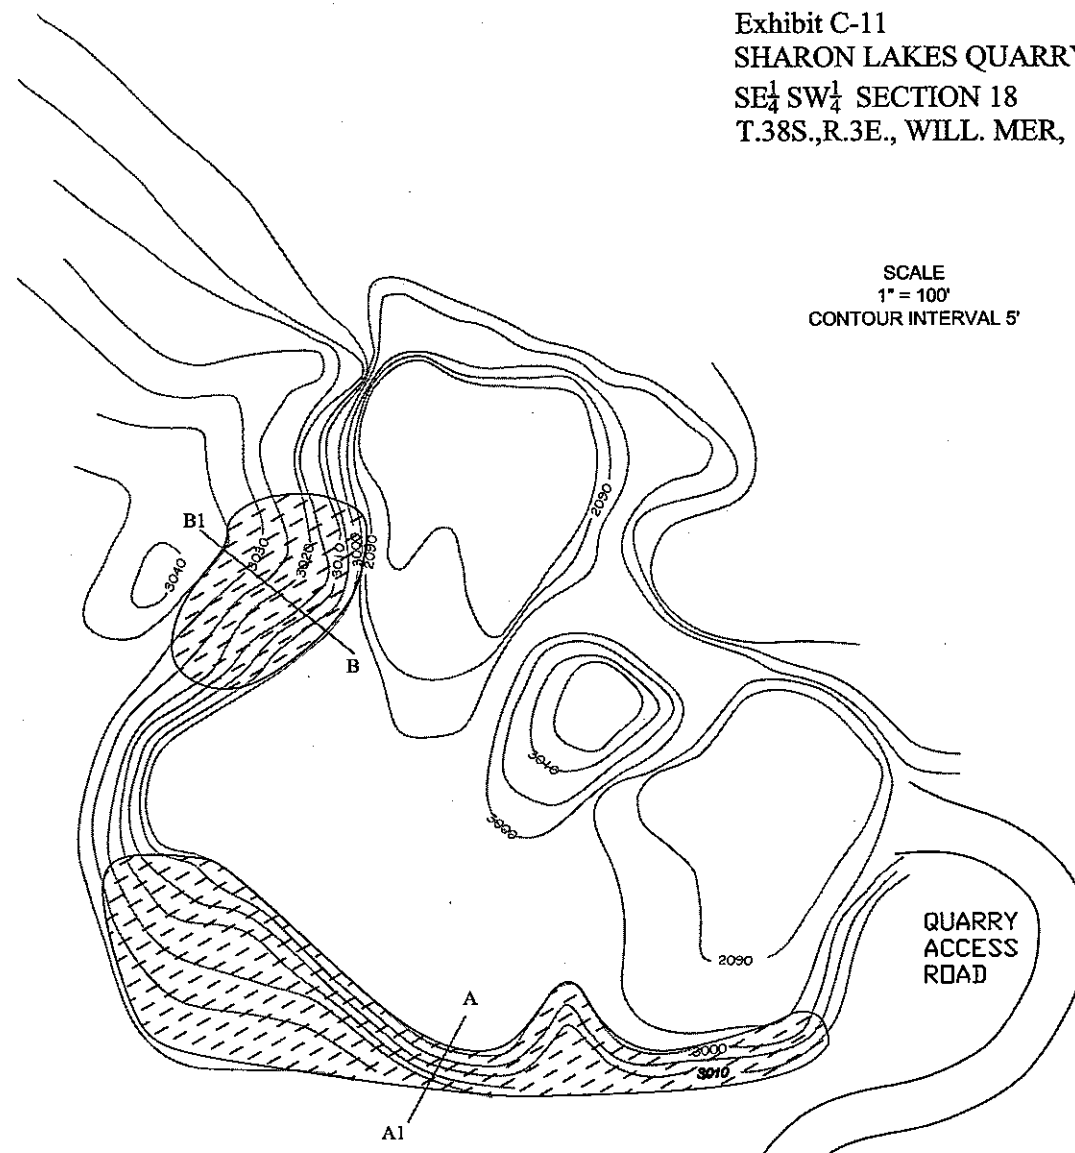 Exhibit C-11
SHARON LAKES QUARRY
SE¼ SW¼ SECTION 18
T.38S.,R.3E., WILL. MER,
SCALE
1" = 100'
CONTOUR INTERVAL 5'
2090
B1
3040
3030
3020
3010
3000
2090
B
3010
3000
QUARRY
ACCESS
ROAD
2090
A
3000
3010
A1